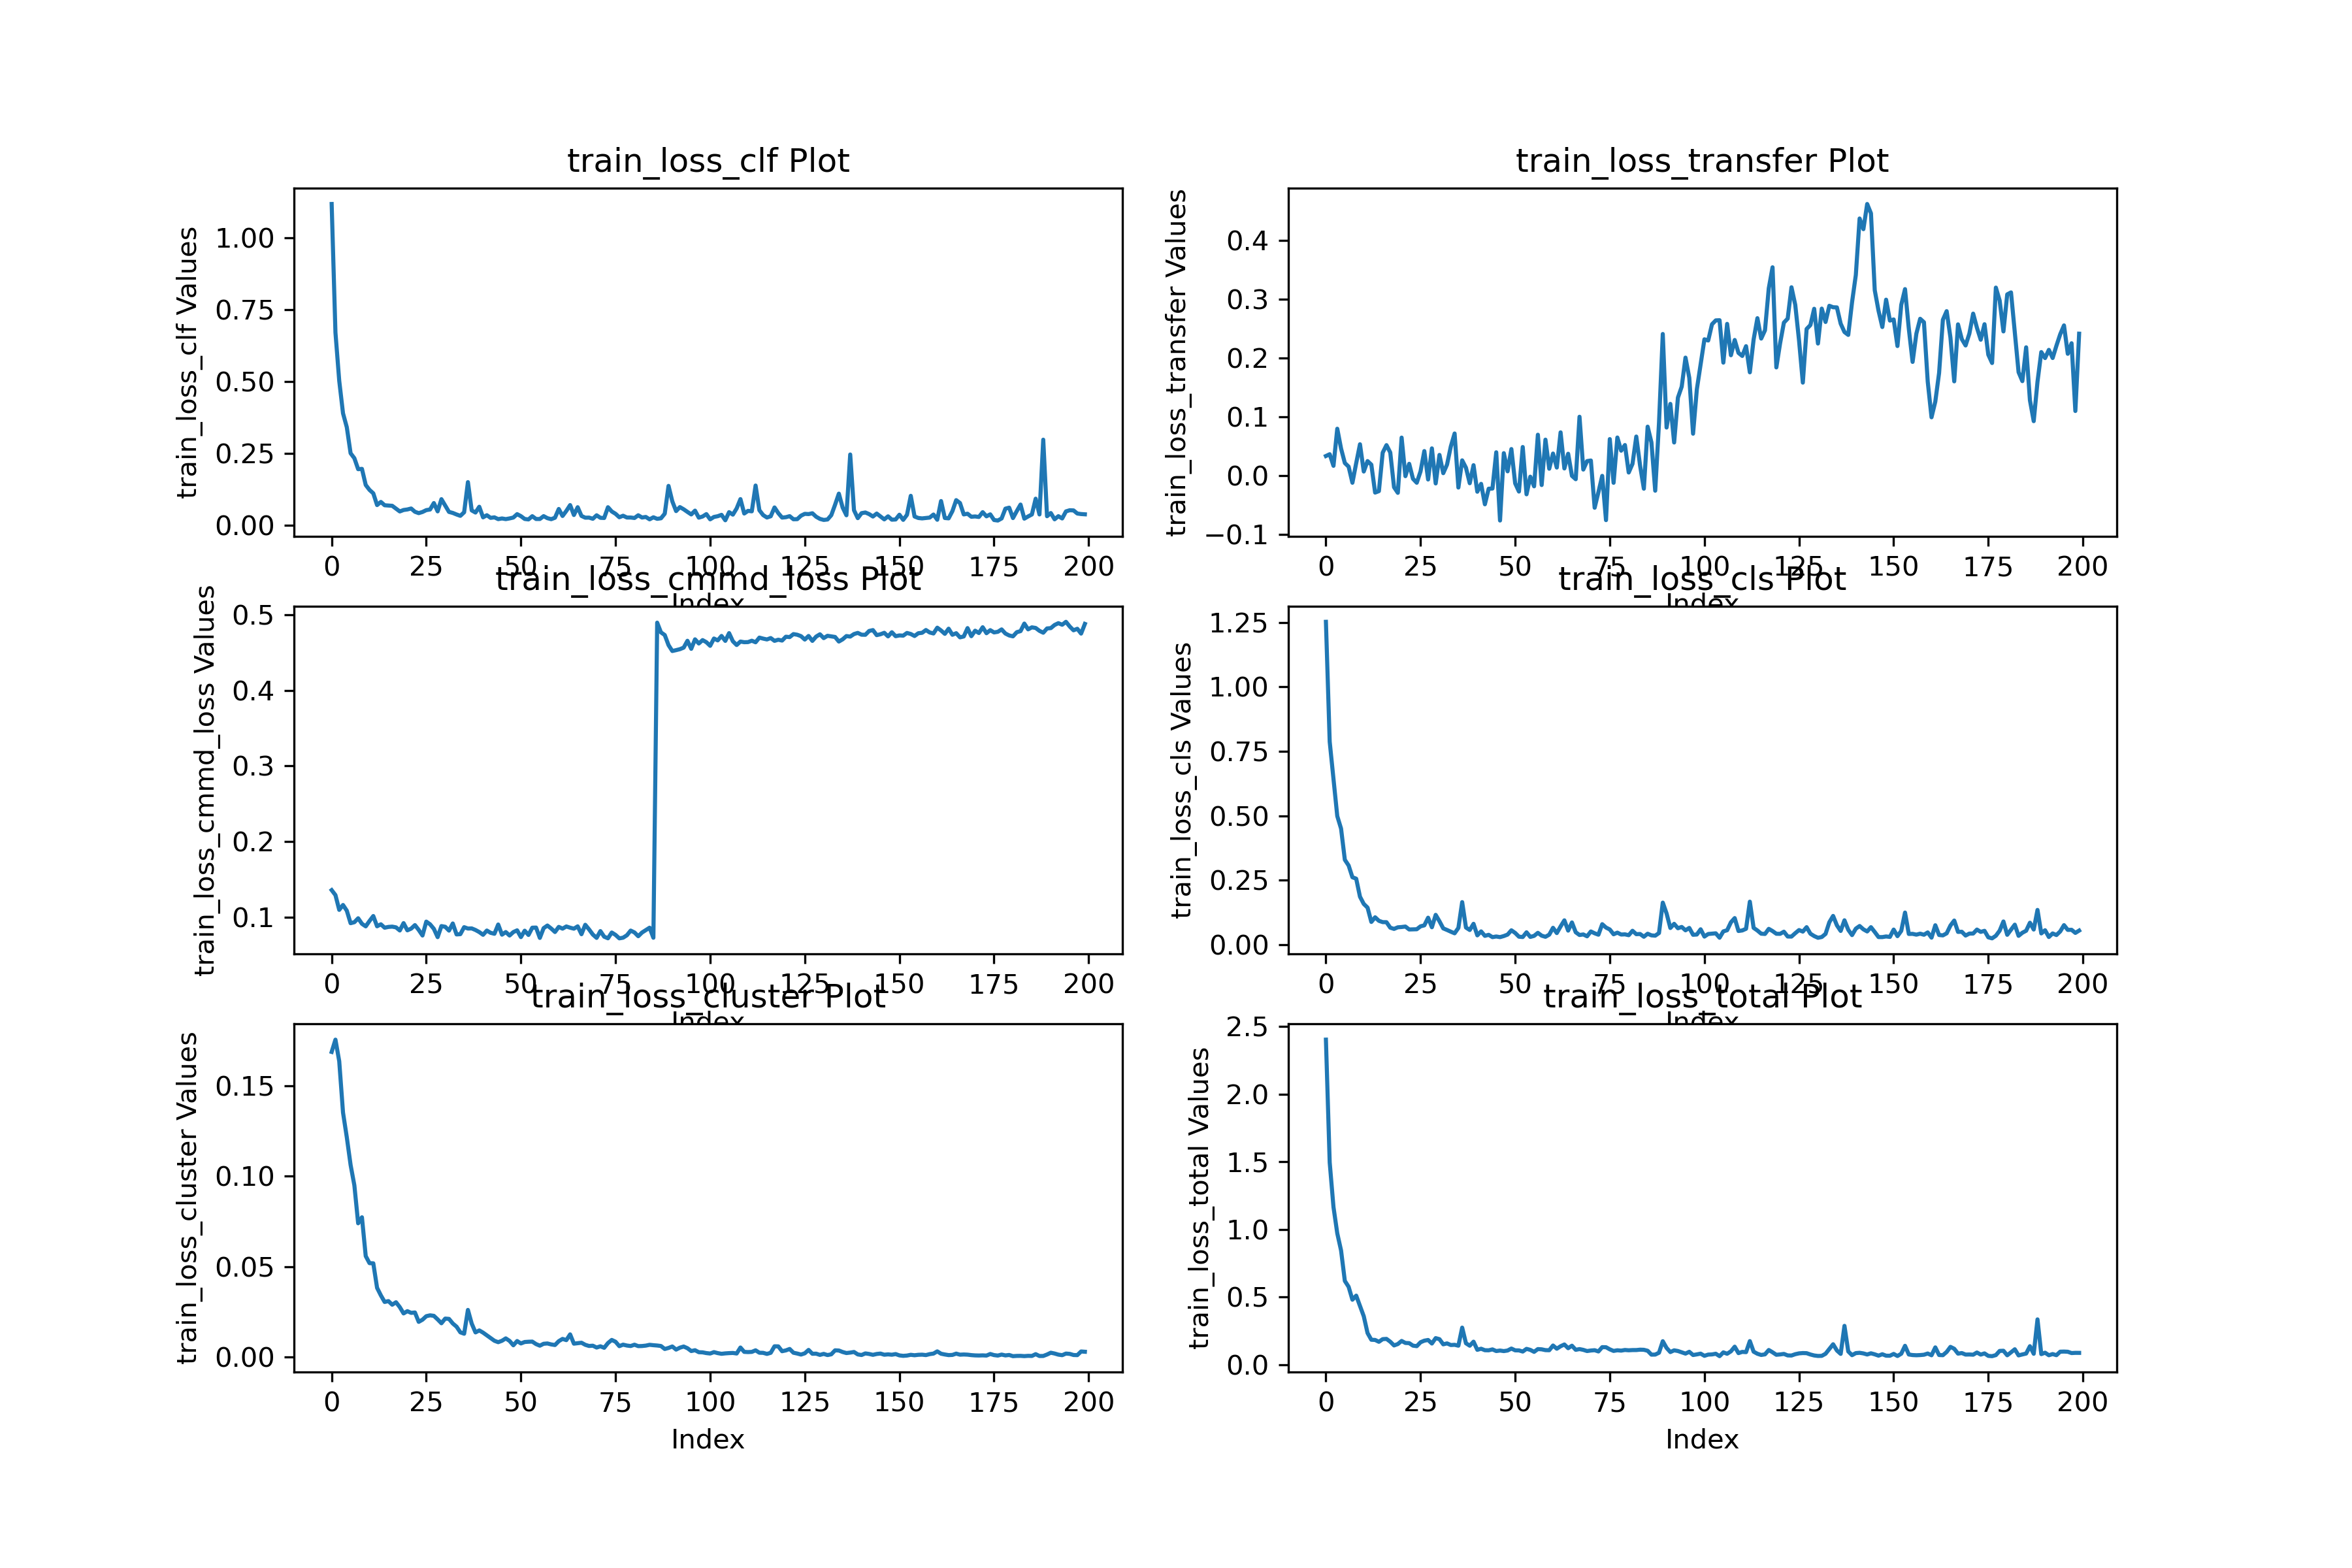 train_loss_clf Plot
train_loss_clf Values
1.00
0.75
0.50
0.25
0.00
0 25 50 75 100 125 150 175 200
Index
train_loss_transfer Plot
train_loss_transfer Values
0.4
0.3
0.2
0.1
0.0
−0.1
0 25 50 75 100 125 150 175 200
Index
train_loss_cmmd_loss Plot
train_loss_cmmd_loss Values
0.5
0.4
0.3
0.2
0.1
0 25 50 75 100 125 150 175 200
Index
train_loss_cls Plot
train_loss_cls Values
1.25
1.00
0.75
0.50
0.25
0.00
0 25 50 75 100 125 150 175 200
Index
train_loss_cluster Plot
train_loss_cluster Values
0.15
0.10
0.05
0.00
0 25 50 75 100 125 150 175 200
Index
train_loss_total Plot
train_loss_total Values
2.5
2.0
1.5
1.0
0.5
0.0
0 25 50 75 100 125 150 175 200
Index